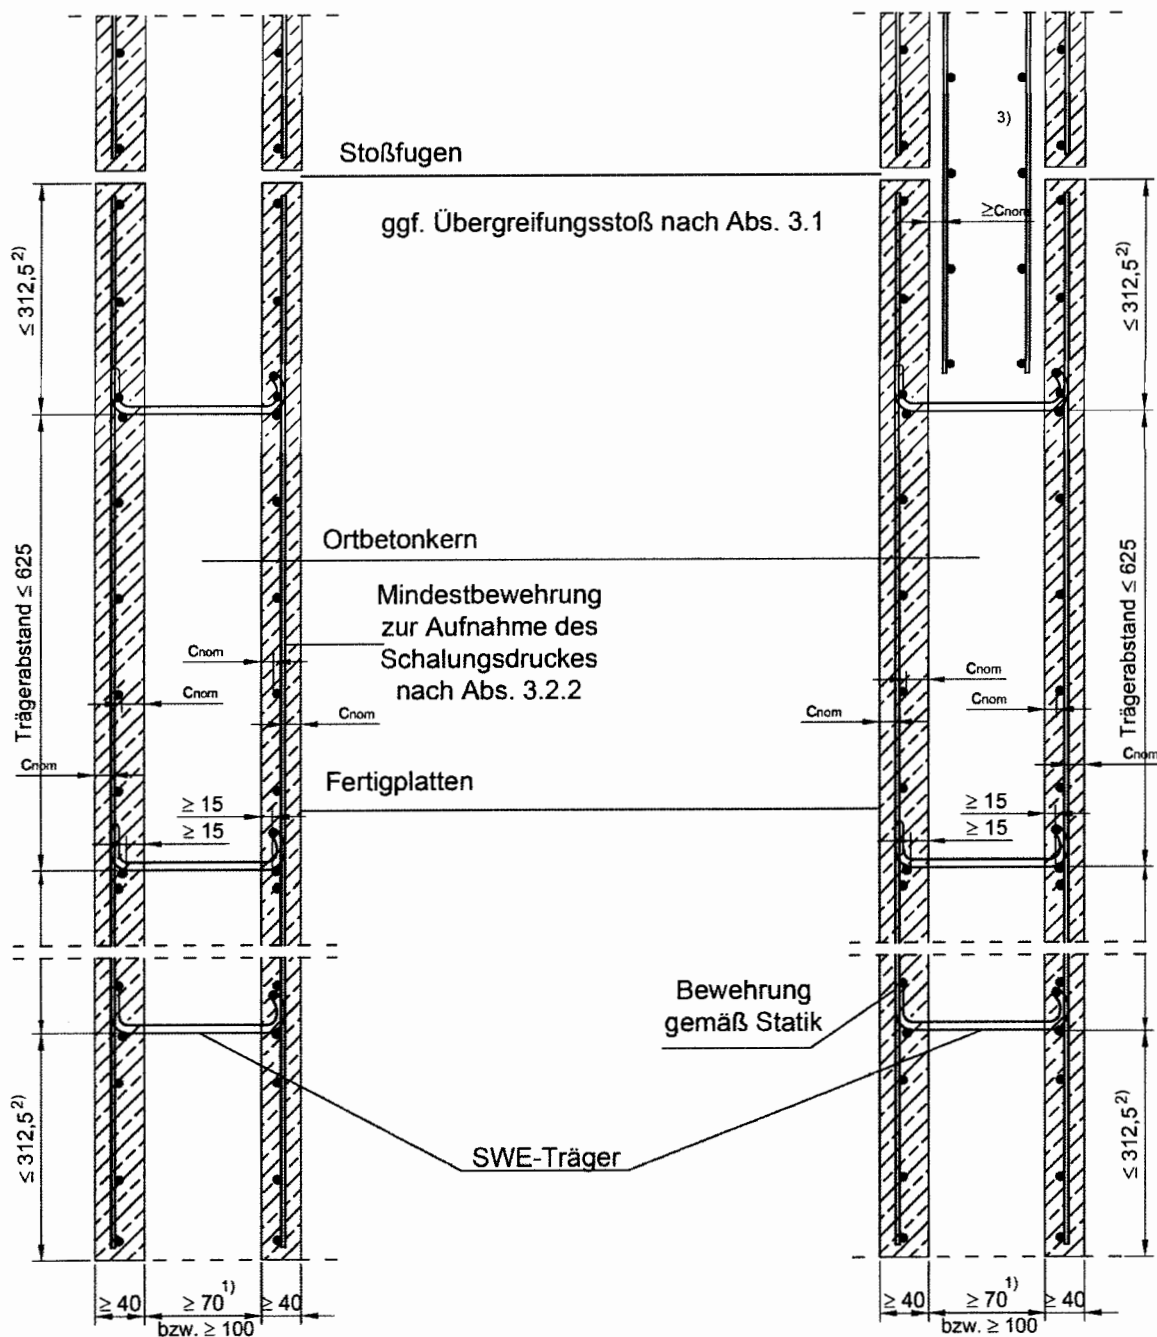 3)
Stoßfugen
≥Cnom
ggf. Übergreifungsstoß nach Abs. 3.1
≤ 312,5²⁾
≤ 312,5²⁾
Ortbetonkern
Trägerabstand ≤ 625
Trägerabstand ≤ 625
Mindestbewehrung
zur Aufnahme des
Schalungsdruckes
nach Abs. 3.2.2
Cnom
Cnom
Cnom
Cnom
Cnom
Cnom
Cnom
Cnom
Fertigplatten
≥ 15
≥ 15
≥ 15
≥ 15
Bewehrung
gemäß Statik
≤ 312,5²⁾
≤ 312,5²⁾
SWE-Träger
≥ 40 ≥ 70¹⁾ ≥ 40
bzw. ≥ 100
≥ 40 ≥ 70¹⁾ ≥ 40
bzw. ≥ 100